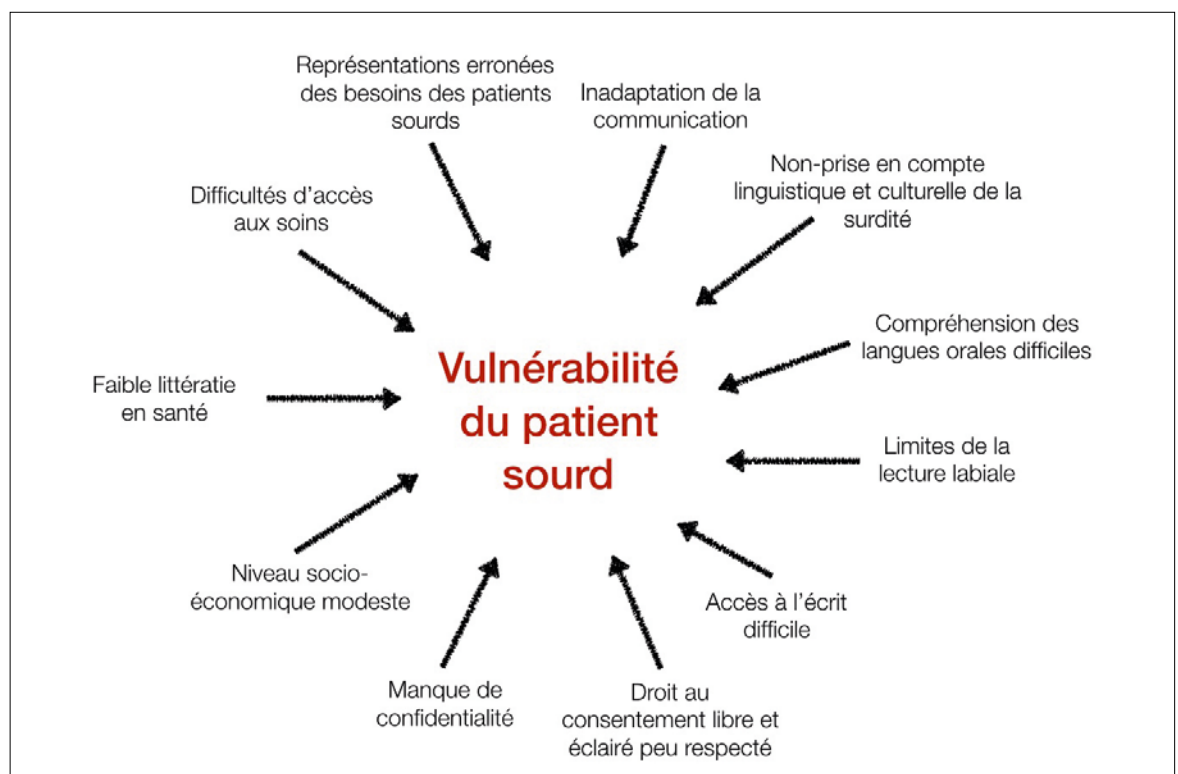 Représentations erronées
des besoins des patients
sourds
Inadaptation de la
communication
Non-prise en compte
linguistique et culturelle de la
surdité
Difficultés d'accès
aux soins
Compréhension des
langues orales difficiles
Vulnérabilité
du patient
sourd
Faible littératie
en santé
Limites de la
lecture labiale
Niveau socio-
économique modeste
Accès à l'écrit
difficile
Manque de
confidentialité
Droit au
consentement libre et
éclairé peu respecté